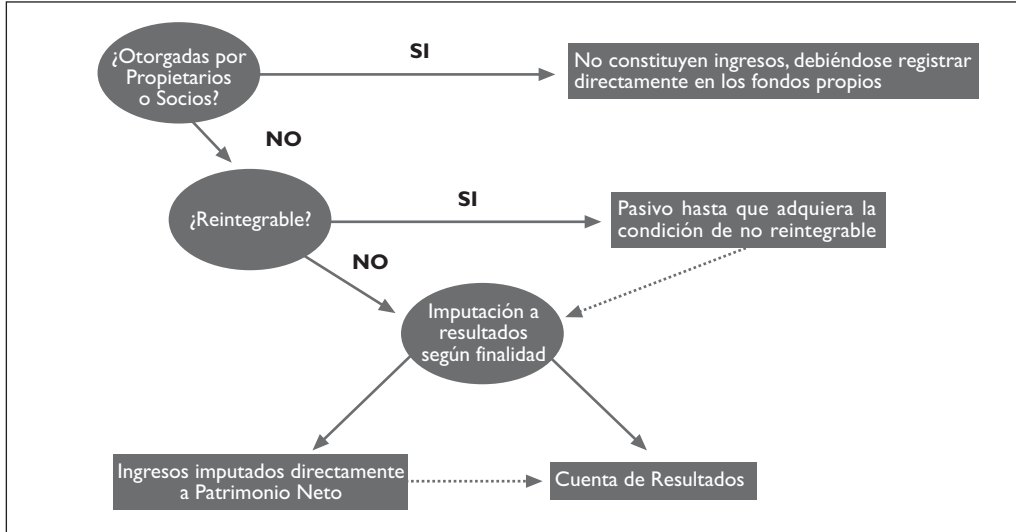 ¿Otorgadas por
Propietarios
o Socios?
SI
No constituyen ingresos, debiéndose registrar
directamente en los fondos propios
NO
¿Reintegrable?
SI
Pasivo hasta que adquiera la
condición de no reintegrable
NO
Imputación a
resultados
según finalidad
Ingresos imputados directamente
a Patrimonio Neto
Cuenta de Resultados